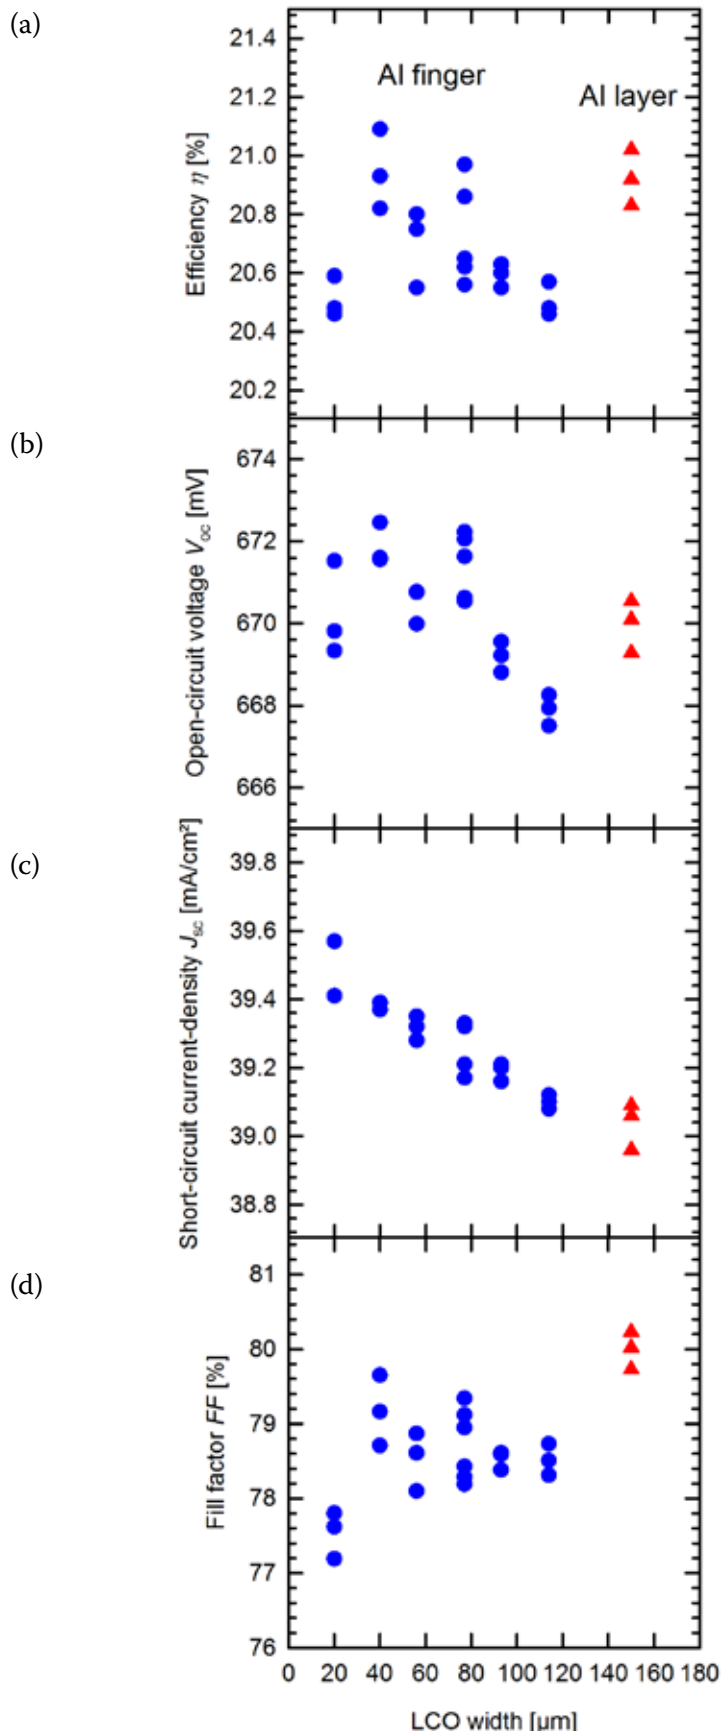 (a)
21.4
21.2
21.0
20.8
20.6
20.4
20.2
Efficiency η [%]
Al finger
Al layer
(b)
674
672
670
668
666
Open-circuit voltage Voc [mV]
(c)
39.8
39.6
39.4
39.2
39.0
38.8
Short-circuit current-density Jsc [mA/cm²]
(d)
81
80
79
78
77
76
Fill factor FF [%]
0 20 40 60 80 100 120 140 160 180
LCO width [µm]